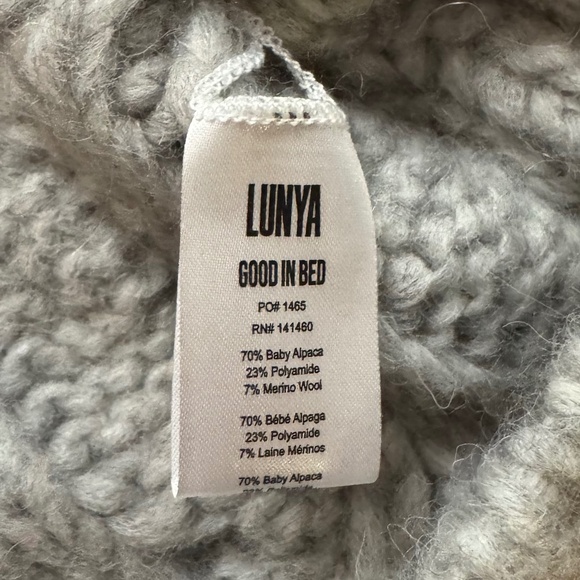 LUNYA
GOOD IN BED
PO# 1465
RN# 141460
70% Baby Alpaca
23% Polyamide
7% Merino Wool
70% Bébé Alpaga
23% Polyamide
7% Laine Mérinos
70% Baby Alpaca